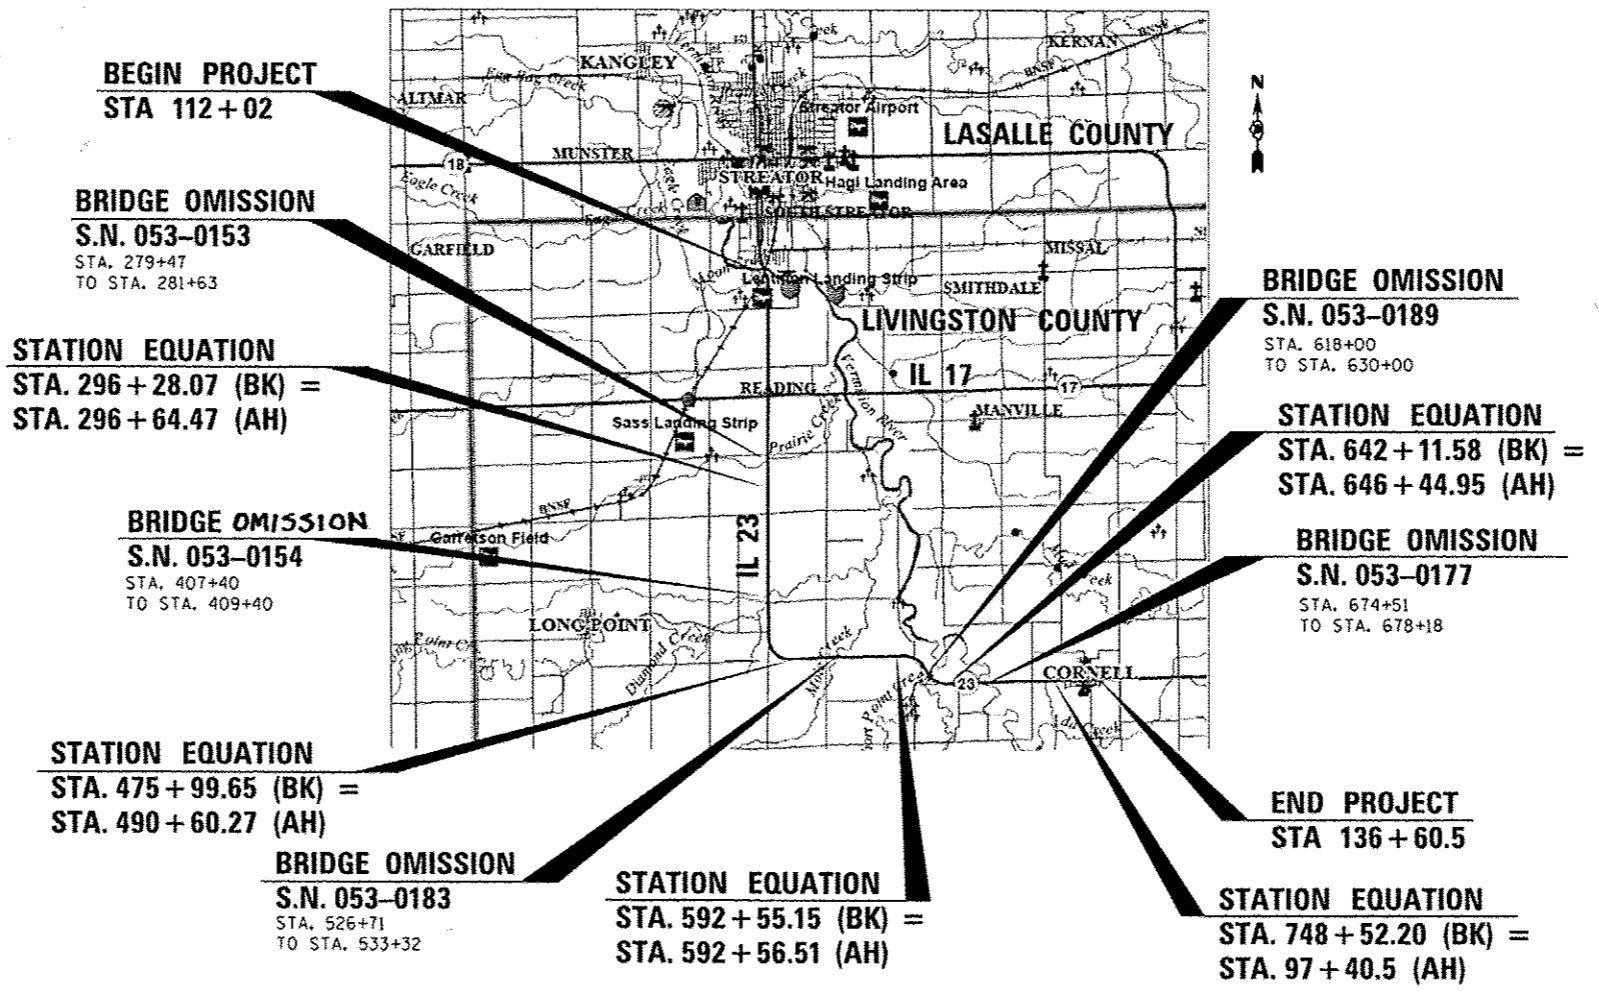 BEGIN PROJECT
STA 112+02
BRIDGE OMISSION
S.N. 053-0153
STA. 279+47
TO STA. 281+63
STATION EQUATION
STA. 296+28.07 (BK) =
STA. 296+64.47 (AH)
BRIDGE OMISSION
S.N. 053-0154
STA. 407+40
TO STA. 409+40
STATION EQUATION
STA. 475+99.65 (BK) =
STA. 490+60.27 (AH)
BRIDGE OMISSION
S.N. 053-0183
STA. 526+71
TO STA. 533+32
STATION EQUATION
STA. 592+55.15 (BK) =
STA. 592+56.51 (AH)
KERNAN
BNSF
BNSF
KANGLEY
Egg Bag Creek
ALTMAR
Streator Airport
LASALLE COUNTY
N
MUNSTER
18
STREATOR
Hagi Landing Area
Eagle Creek
SOUTH STREATOR
GARFIELD
MISSAL
Landing Strip
SMITHDALE
LIVINGSTON COUNTY
IL 17
READING
17
MANVILLE
Vermilion River
Sass Landing Strip
Prairie Creek
BNSF
IL 23
Garretson Field
LONG POINT
Diamond Creek
Moss Creek
23
CORNELL
BRIDGE OMISSION
S.N. 053-0189
STA. 618+00
TO STA. 630+00
STATION EQUATION
STA. 642+11.58 (BK) =
STA. 646+44.95 (AH)
BRIDGE OMISSION
S.N. 053-0177
STA. 674+51
TO STA. 678+18
END PROJECT
STA 136+60.5
STATION EQUATION
STA. 748+52.20 (BK) =
STA. 97+40.5 (AH)